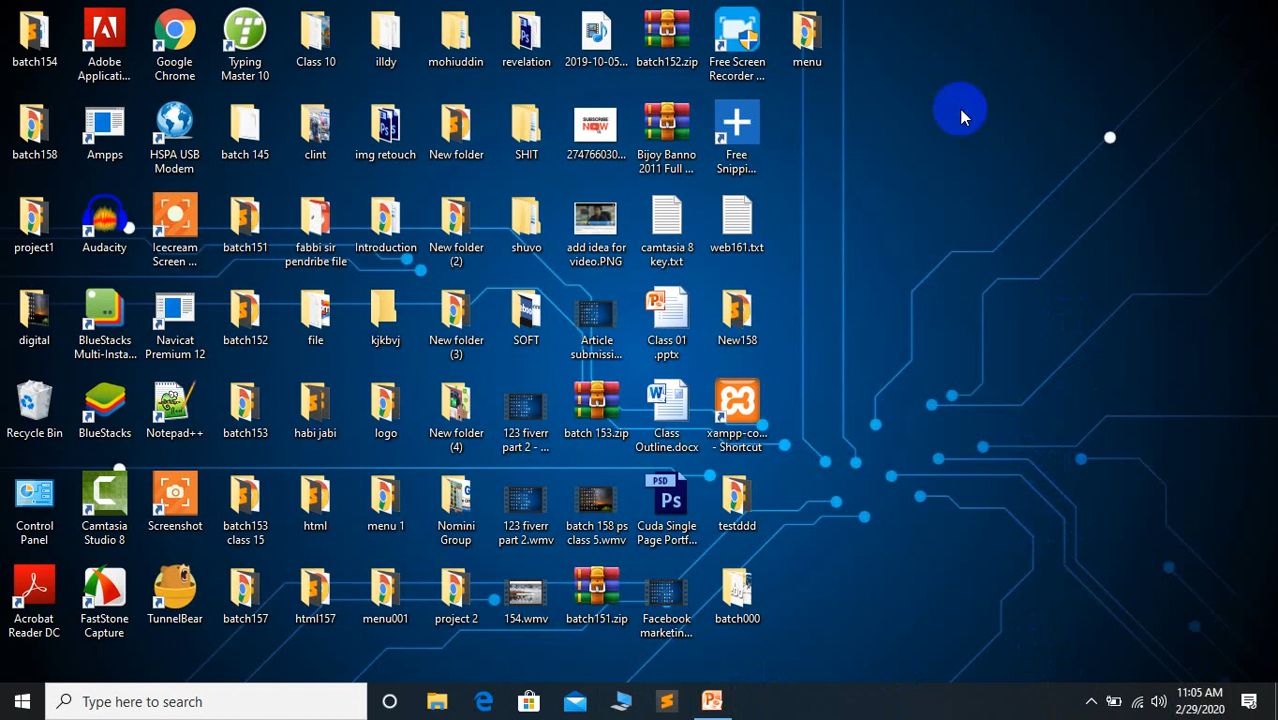 batch154
Adobe
Applicati...
Google
Chrome
Typing
Master 10
Class 10
illdy
mohiuddin
revelation
2019-10-05...
batch152.zip
Free Screen
Recorder ...
menu
batch158
Ampps
HSPA USB
Modem
batch 145
clint
img retouch
New folder
SHIT
SUBSCRIBE
NOW
274766030...
Bijoy Banno
2011 Full ...
Free
Snippi...
project1
Audacity
Icecream
Screen ...
batch151
fabbi sir
pendribe file
Introduction
New folder
(2)
shuvo
add idea for
video.PNG
camtasia 8
key.txt
web161.txt
digital
BlueStacks
Multi-Insta...
Navicat
Premium 12
batch152
file
kjkbvj
New folder
(3)
SOFT
Article
submissi...
Class 01
.pptx
New158
Recycle Bin
BlueStacks
Notepad++
batch153
habi jabi
logo
New folder
(4)
123 fiverr
part 2 - ...
batch 153.zip
Class
Outline.docx
xampp-co...
- Shortcut
Control
Panel
Camtasia
Studio 8
Screenshot
batch153
class 15
html
menu 1
Nomini
Group
123 fiverr
part 2.wmv
batch 158 ps
class 5.wmv
PSD
Ps
Cuda Single
Page Portf...
testddd
Acrobat
Reader DC
FastStone
Capture
TunnelBear
batch157
html157
menu001
project 2
154.wmv
batch151.zip
Facebook
marketin...
batch000
Type here to search
11:05 AM
2/29/2020